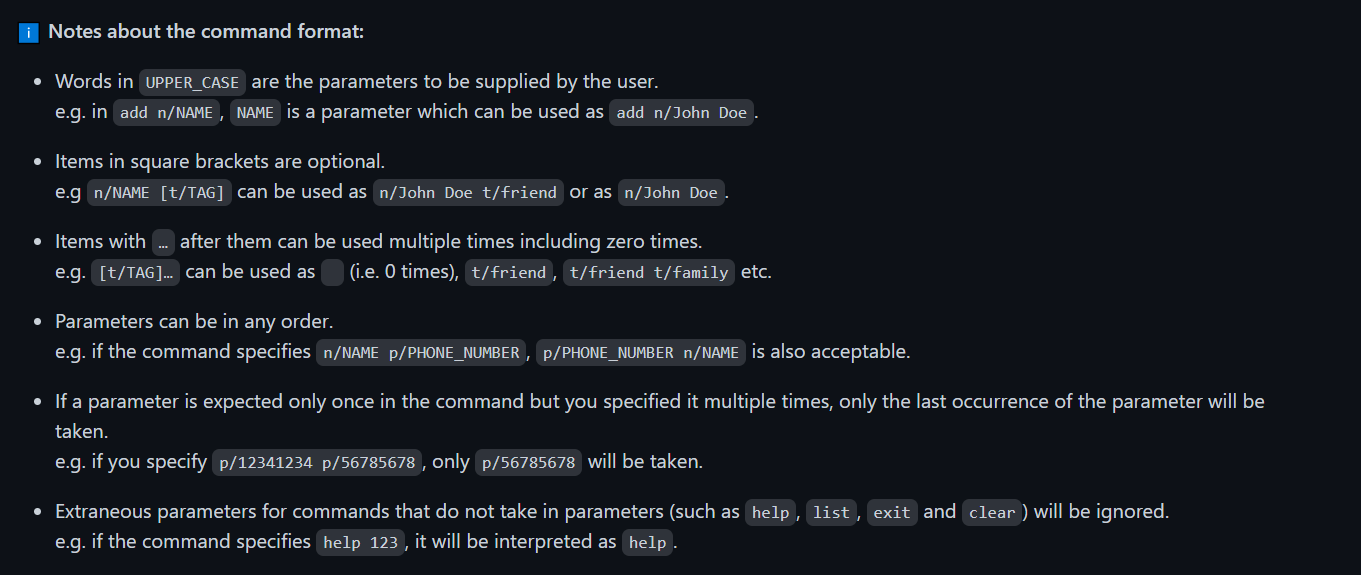 i Notes about the command format:
• Words in UPPER_CASE are the parameters to be supplied by the user.
e.g. in add n/NAME, NAME is a parameter which can be used as add n/John Doe.
• Items in square brackets are optional.
e.g n/NAME [t/TAG] can be used as n/John Doe t/friend or as n/John Doe.
• Items with … after them can be used multiple times including zero times.
e.g. [t/TAG]… can be used as   (i.e. 0 times), t/friend, t/friend t/family etc.
• Parameters can be in any order.
e.g. if the command specifies n/NAME p/PHONE_NUMBER, p/PHONE_NUMBER n/NAME is also acceptable.
• If a parameter is expected only once in the command but you specified it multiple times, only the last occurrence of the parameter will be
taken.
e.g. if you specify p/12341234 p/56785678, only p/56785678 will be taken.
• Extraneous parameters for commands that do not take in parameters (such as help, list, exit and clear) will be ignored.
e.g. if the command specifies help 123, it will be interpreted as help.